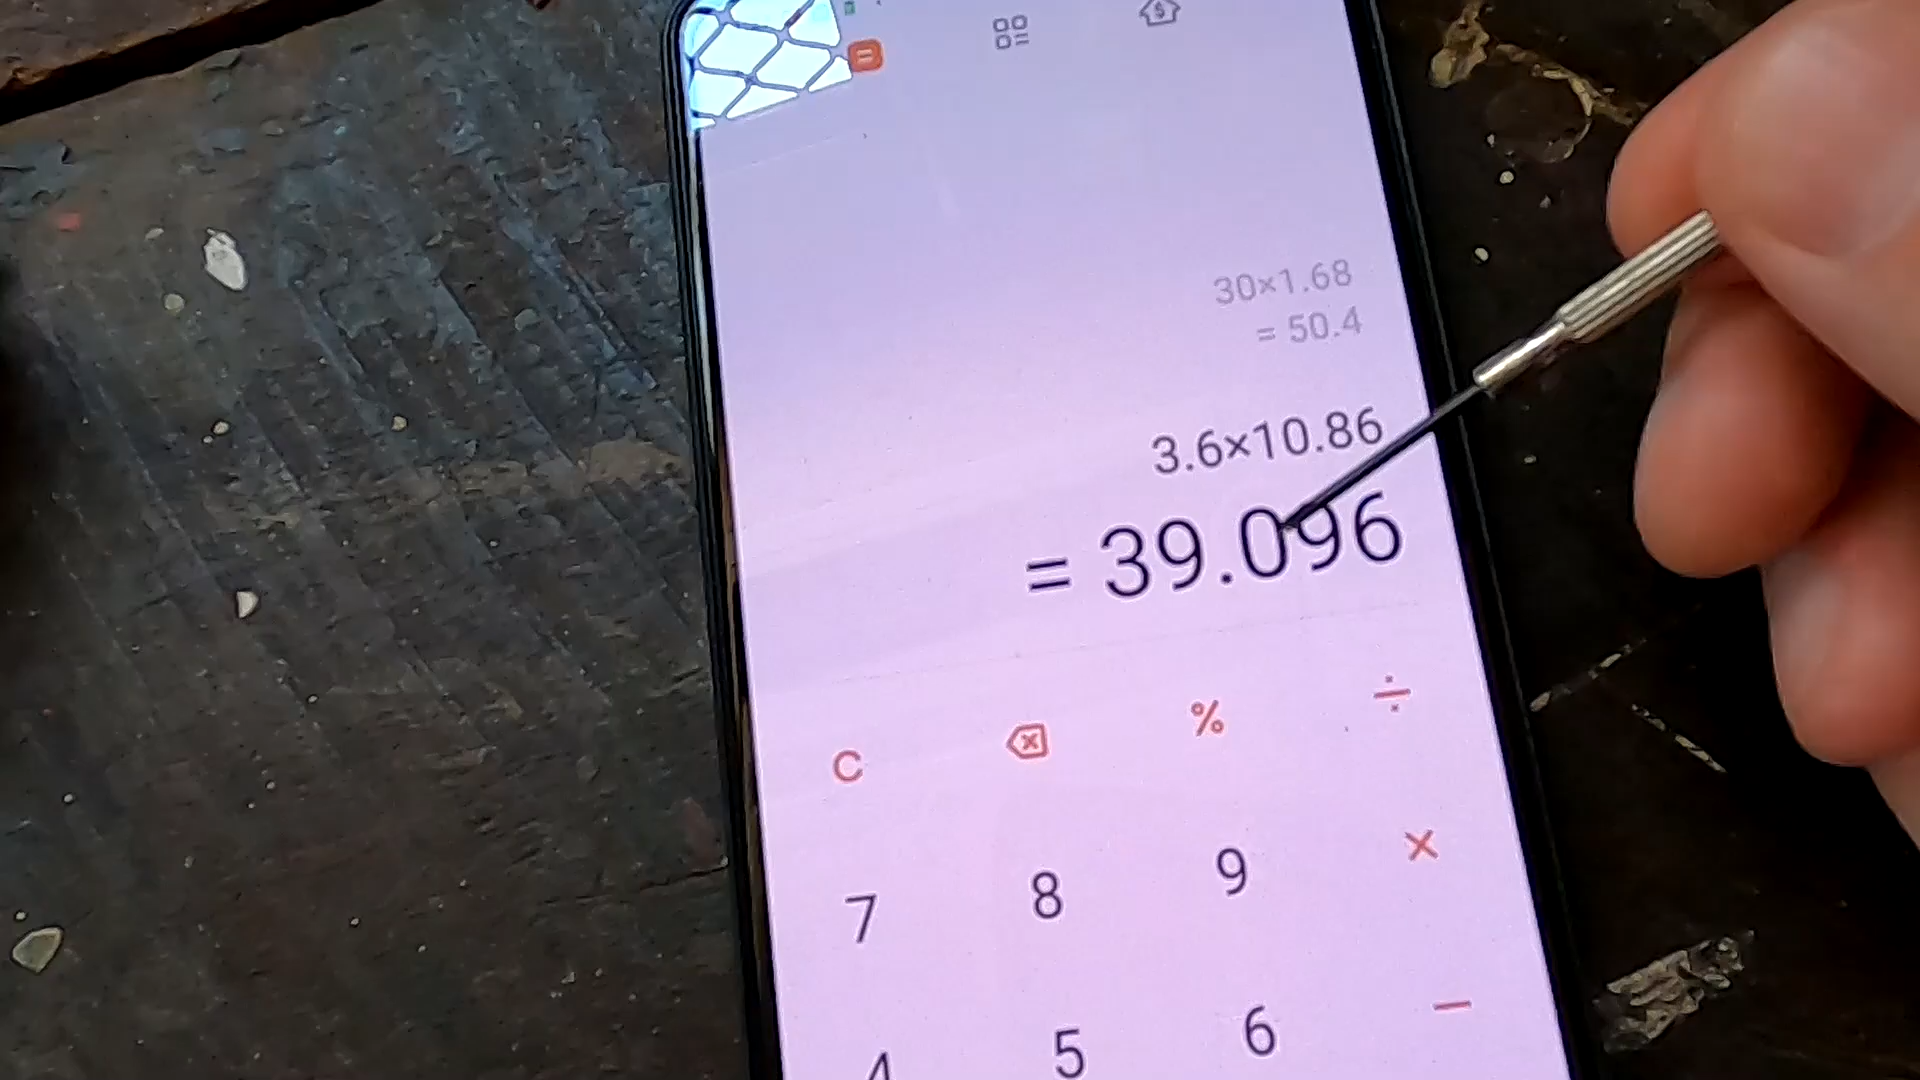 30×1.68
= 50.4
3.6×10.86
= 39.096
C % ÷
7 8 9 ×
4 5 6 −